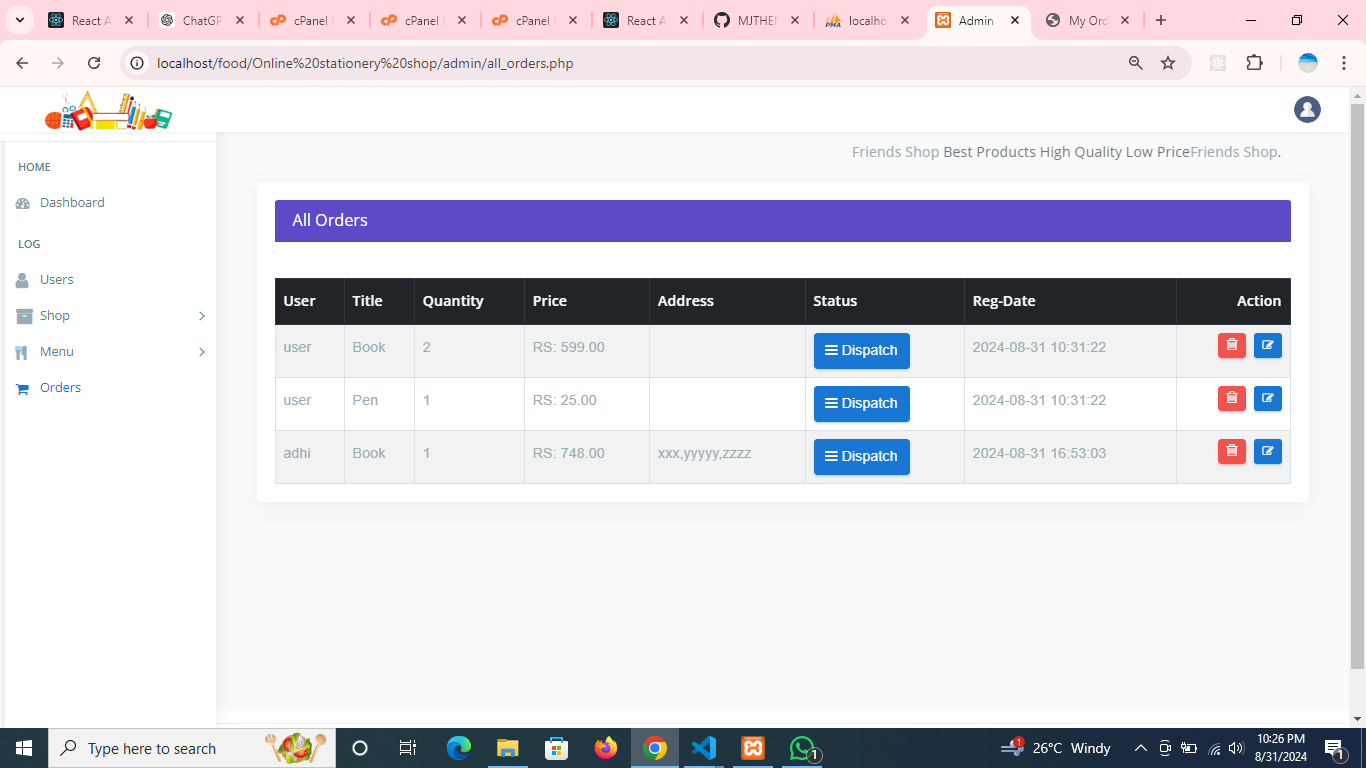 React A
ChatGP
cPanel
cPanel
cPanel
React A
MJTHEN
localho
Admin
My Ord
localhost/food/Online%20stationery%20shop/admin/all_orders.php
Friends Shop Best Products High Quality Low PriceFriends Shop.
HOME
Dashboard
LOG
Users
Shop
Menu
Orders
All Orders
User Title Quantity Price Address Status Reg-Date Action
user Book 2 RS: 599.00 Dispatch 2024-08-31 10:31:22
user Pen 1 RS: 25.00 Dispatch 2024-08-31 10:31:22
adhi Book 1 RS: 748.00 xxx,yyyyy,zzzz Dispatch 2024-08-31 16:53:03
Type here to search
1
1
26°C Windy
10:26 PM
8/31/2024
1